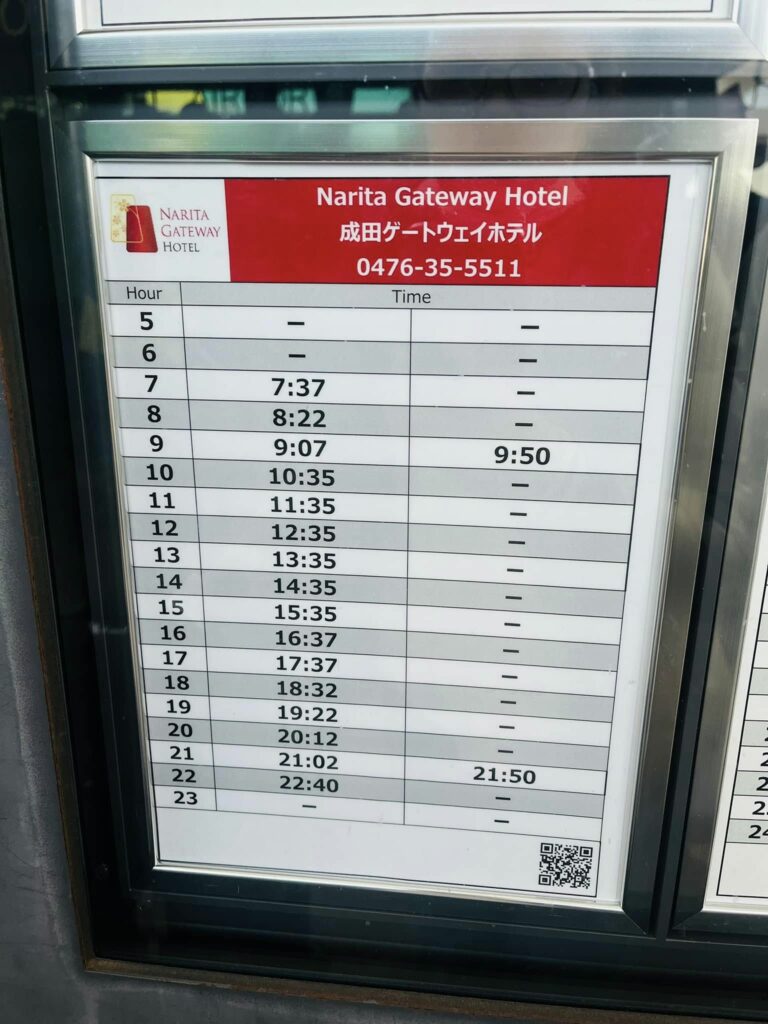 NARITA
GATEWAY
HOTEL
Narita Gateway Hotel
成田ゲートウェイホテル
0476-35-5511
Hour Time
5 — —
6 — —
7 7:37 —
8 8:22 —
9 9:07 9:50
10 10:35 —
11 11:35 —
12 12:35 —
13 13:35 —
14 14:35 —
15 15:35 —
16 16:37 —
17 17:37 —
18 18:32 —
19 19:22 —
20 20:12 —
21 21:02 21:50
22 22:40 —
23 — —